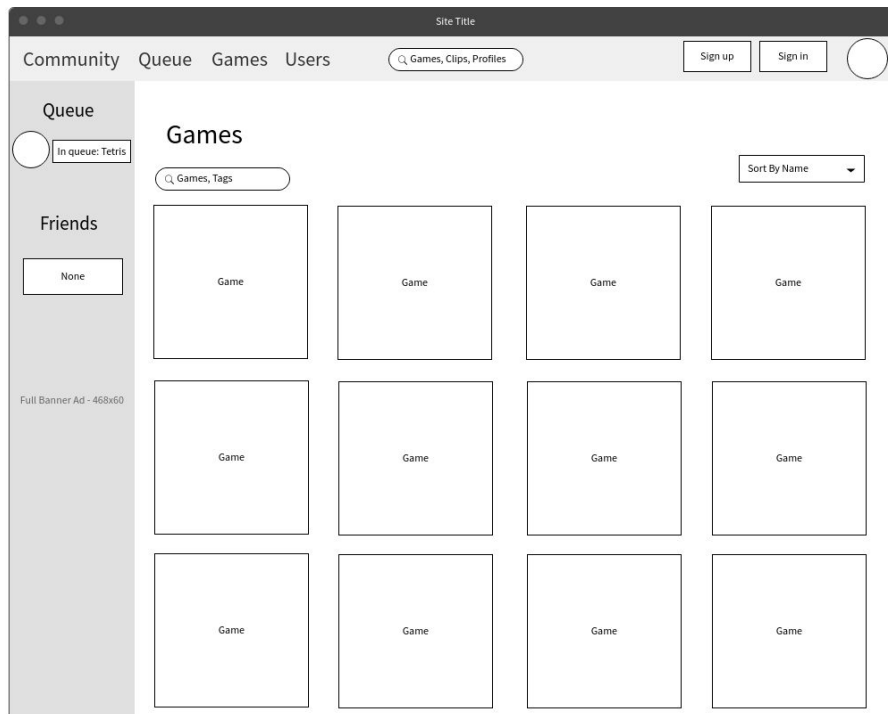 Site Title
Community Queue Games Users
Games, Clips, Profiles
Sign up
Sign in
Queue
In queue: Tetris
Friends
None
Full Banner Ad - 468x60
Games
Games, Tags
Sort By Name
Game
Game
Game
Game
Game
Game
Game
Game
Game
Game
Game
Game